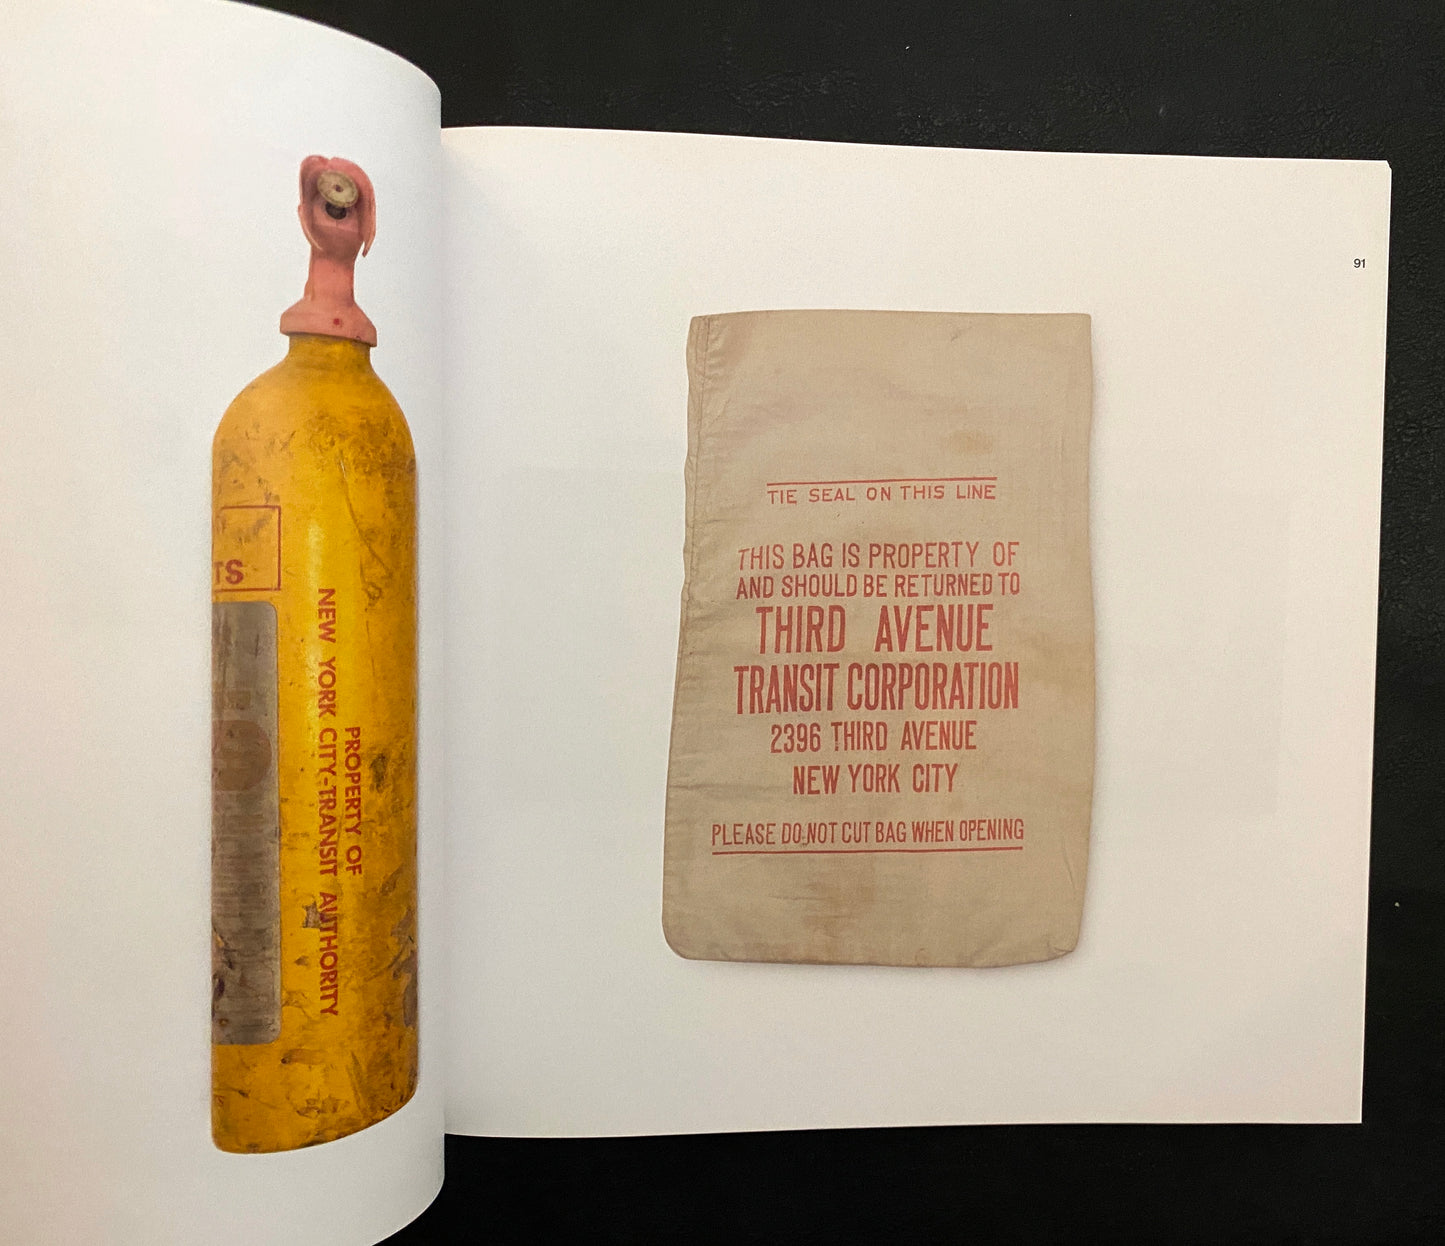 TS
PROPERTY OF
NEW YORK CITY-TRANSIT AUTHORITY
91
TIE SEAL ON THIS LINE
THIS BAG IS PROPERTY OF
AND SHOULD BE RETURNED TO
THIRD AVENUE
TRANSIT CORPORATION
2396 THIRD AVENUE
NEW YORK CITY
PLEASE DO NOT CUT BAG WHEN OPENING